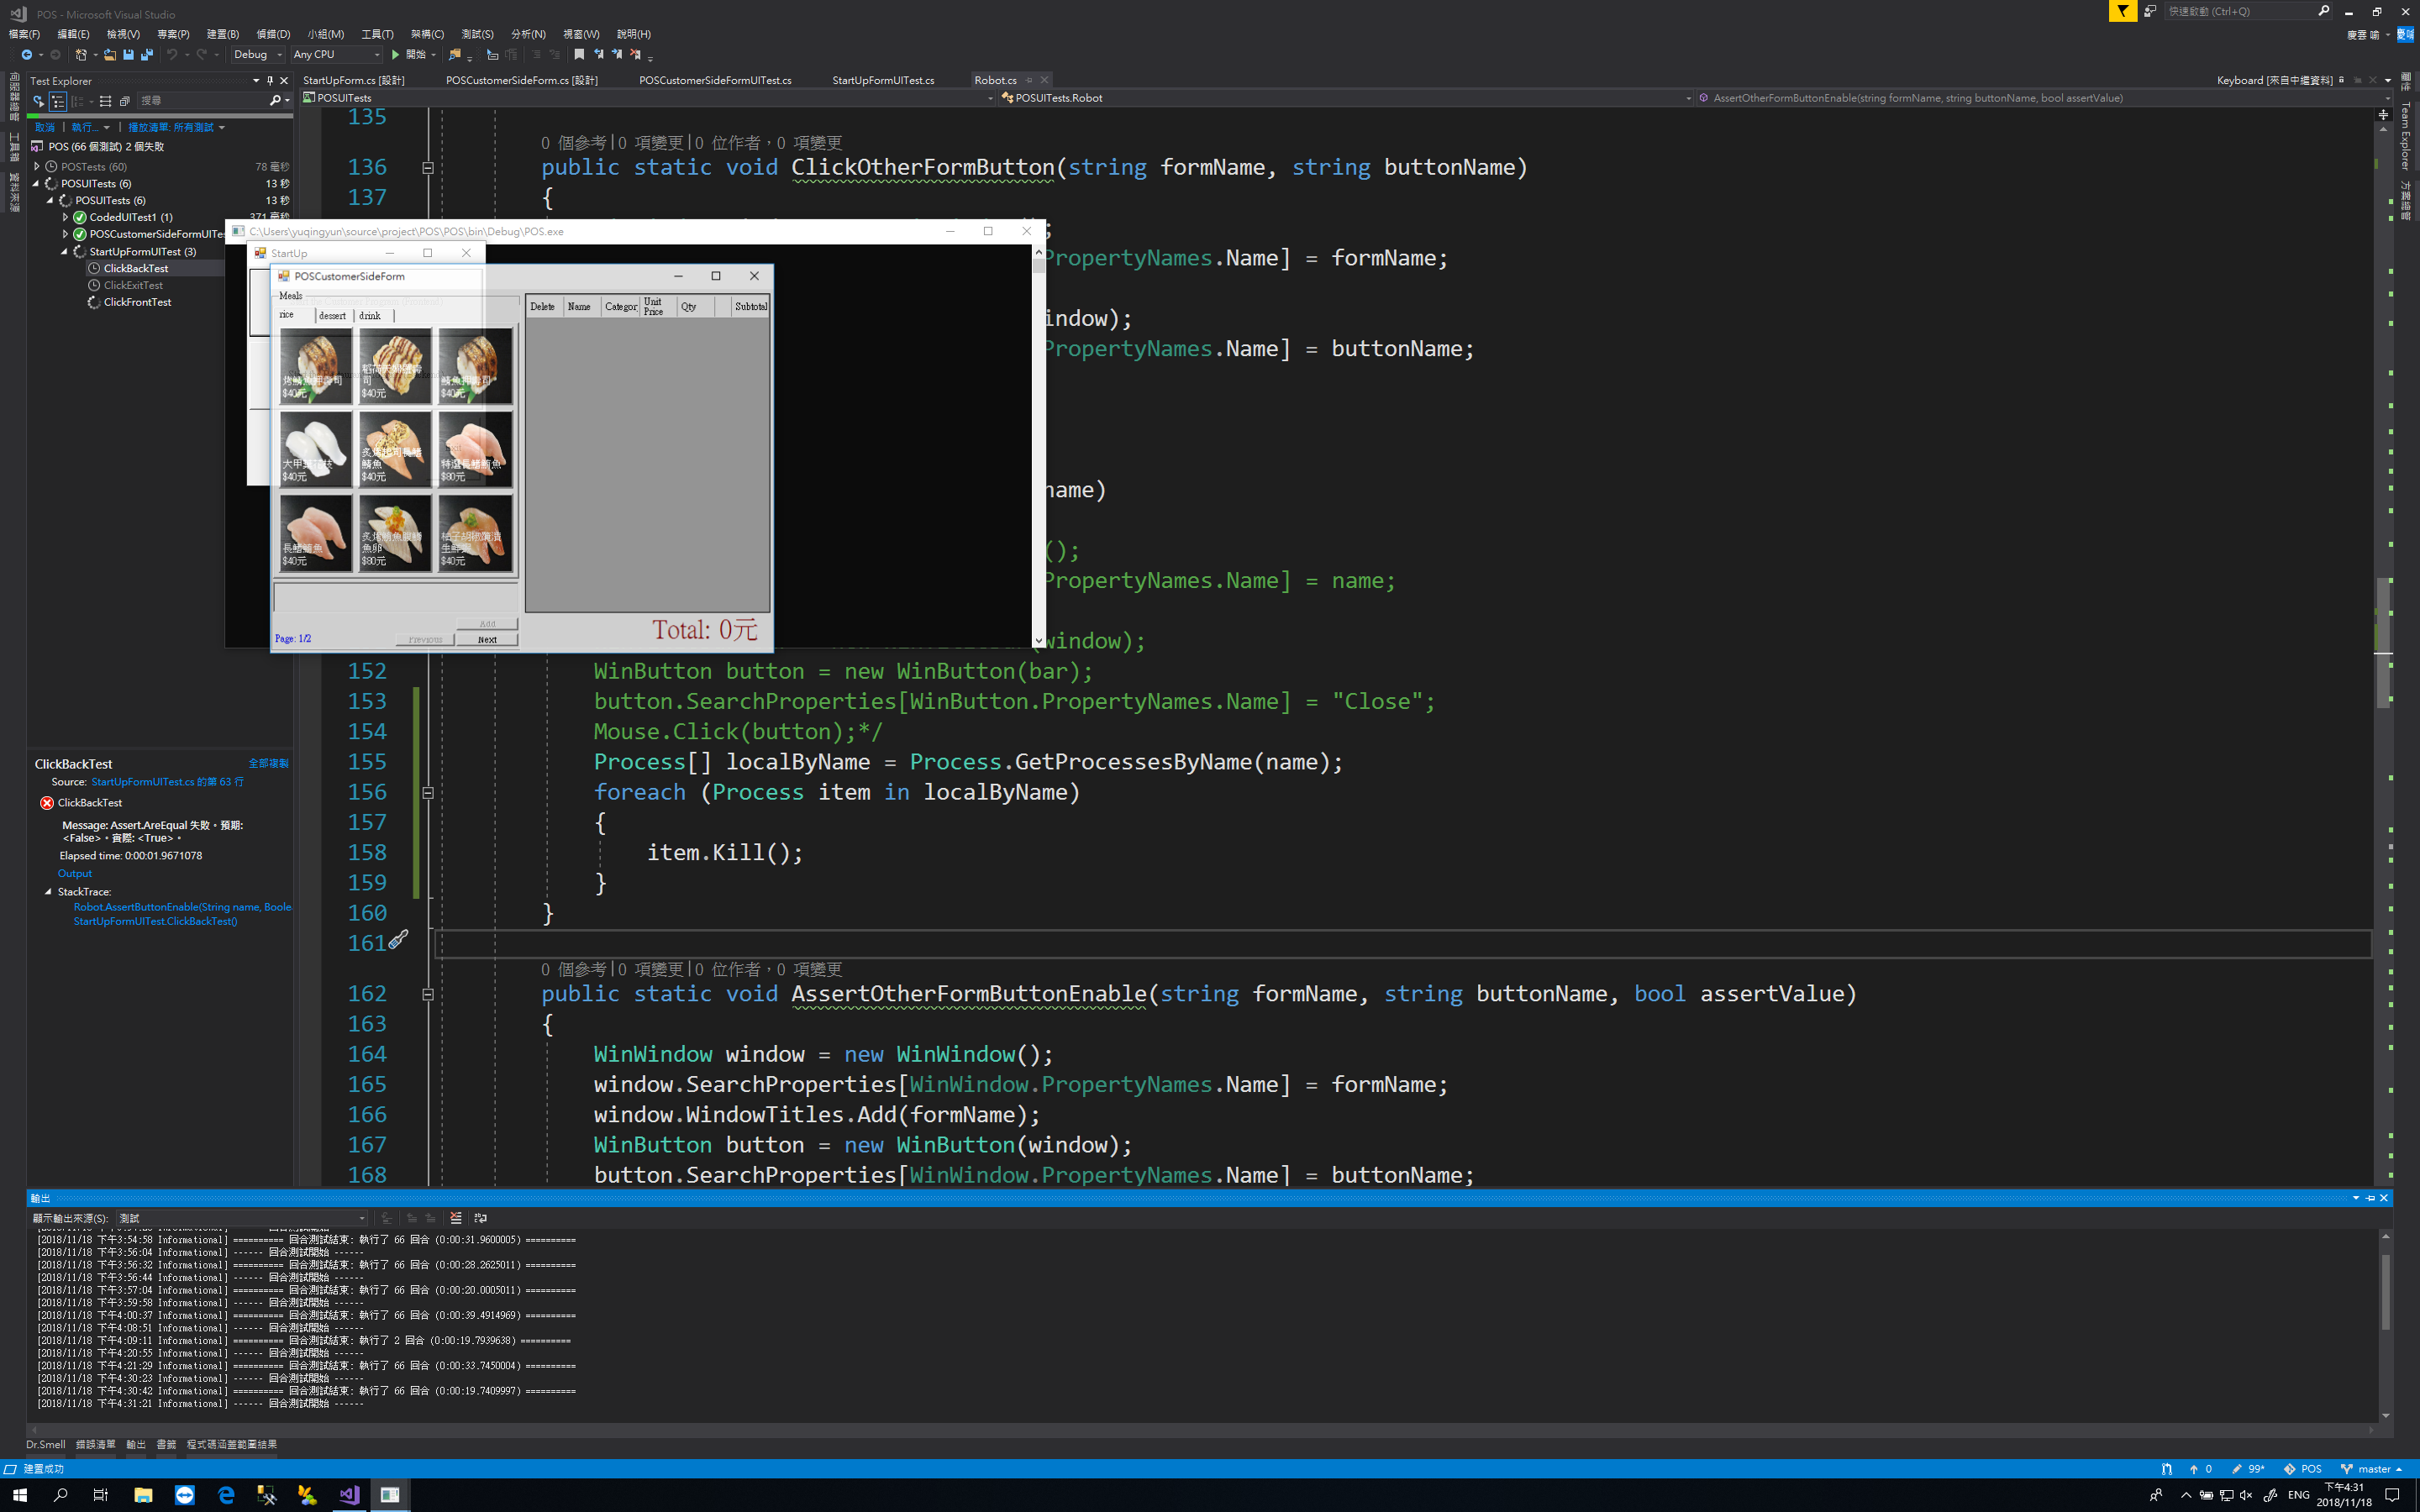 POS - Microsoft Visual Studio
快速啟動 (Ctrl+Q)
檔案(F) 編輯(E) 檢視(V) 專案(P) 建置(B) 偵錯(D) 小組(M) 工具(T) 架構(C) 測試(S) 分析(N) 視窗(W) 說明(H)
慶雲 喻
Debug Any CPU 開始
Test Explorer
StartUpForm.cs [設計] POSCustomerSideForm.cs [設計] POSCustomerSideFormUITest.cs StartUpFormUITest.cs Robot.cs Keyboard [來自中繼資料]
搜尋
POSUITests POSUITests.Robot AssertOtherFormButtonEnable(string formName, string buttonName, bool assertValue)
取消 | 執行... | 播放清單: 所有測試
POS (66 個測試) 2 個失敗
POSTests (60) 78 毫秒
POSUITests (6) 13 秒
POSUITests (6) 13 秒
CodedUITest1 (1) 371 毫秒
POSCustomerSideFormUITe
StartUpFormUITest (3)
ClickBackTest
ClickExitTest
ClickFrontTest
工具箱
Team Explorer
方案總管
135
0 個參考|0 項變更|0 位作者，0 項變更
136 public static void ClickOtherFormButton(string formName, string buttonName)
137 {
;
PropertyNames.Name] = formName;
indow);
PropertyNames.Name] = buttonName;
name)
();
PropertyNames.Name] = name;
window);
152 WinButton button = new WinButton(bar);
153 button.SearchProperties[WinButton.PropertyNames.Name] = "Close";
154 Mouse.Click(button);*/
155 Process[] localByName = Process.GetProcessesByName(name);
156 foreach (Process item in localByName)
157 {
158 item.Kill();
159 }
160 }
161
0 個參考|0 項變更|0 位作者，0 項變更
162 public static void AssertOtherFormButtonEnable(string formName, string buttonName, bool assertValue)
163 {
164 WinWindow window = new WinWindow();
165 window.SearchProperties[WinWindow.PropertyNames.Name] = formName;
166 window.WindowTitles.Add(formName);
167 WinButton button = new WinButton(window);
168 button.SearchProperties[WinWindow.PropertyNames.Name] = buttonName;
C:\Users\yuqingyun\source\project\POS\POS\bin\Debug\POS.exe
StartUp
POSCustomerSideForm
Meals
rice dessert drink
Delete Name Categor Unit Price Qty Subtotal
$40元 $40元 $40元
$40元 $40元 $80元
長鰭鮪魚
$40元 $80元 $40元
Add
Page: 1/2 Previous Next
Total: 0元
ClickBackTest 全部複製
Source: StartUpFormUITest.cs 的第 63 行
ClickBackTest
Message: Assert.AreEqual 失敗。預期:
<False>。實際: <True>。
Elapsed time: 0:00:01.9671078
Output
StackTrace:
Robot.AssertButtonEnable(String name, Boole
StartUpFormUITest.ClickBackTest()
輸出
顯示輸出來源(S): 測試
[2018/11/18 下午3:54:58 Informational] ========== 回合測試結束: 執行了 66 回合 (0:00:31.9600005) ==========
[2018/11/18 下午3:56:04 Informational] ------ 回合測試開始 ------
[2018/11/18 下午3:56:32 Informational] ========== 回合測試結束: 執行了 66 回合 (0:00:28.2625011) ==========
[2018/11/18 下午3:56:44 Informational] ------ 回合測試開始 ------
[2018/11/18 下午3:57:04 Informational] ========== 回合測試結束: 執行了 66 回合 (0:00:20.0005011) ==========
[2018/11/18 下午3:59:58 Informational] ------ 回合測試開始 ------
[2018/11/18 下午4:00:37 Informational] ========== 回合測試結束: 執行了 66 回合 (0:00:39.4914969) ==========
[2018/11/18 下午4:08:51 Informational] ------ 回合測試開始 ------
[2018/11/18 下午4:09:11 Informational] ========== 回合測試結束: 執行了 2 回合 (0:00:19.7939638) ==========
[2018/11/18 下午4:20:55 Informational] ------ 回合測試開始 ------
[2018/11/18 下午4:21:29 Informational] ========== 回合測試結束: 執行了 66 回合 (0:00:33.7450004) ==========
[2018/11/18 下午4:30:23 Informational] ------ 回合測試開始 ------
[2018/11/18 下午4:30:42 Informational] ========== 回合測試結束: 執行了 66 回合 (0:00:19.7409997) ==========
[2018/11/18 下午4:31:21 Informational] ------ 回合測試開始 ------
Dr.Smell 錯誤清單 輸出 書籤 程式碼涵蓋範圍結果
建置成功 0 99* POS master
ENG 下午4:31
2018/11/18